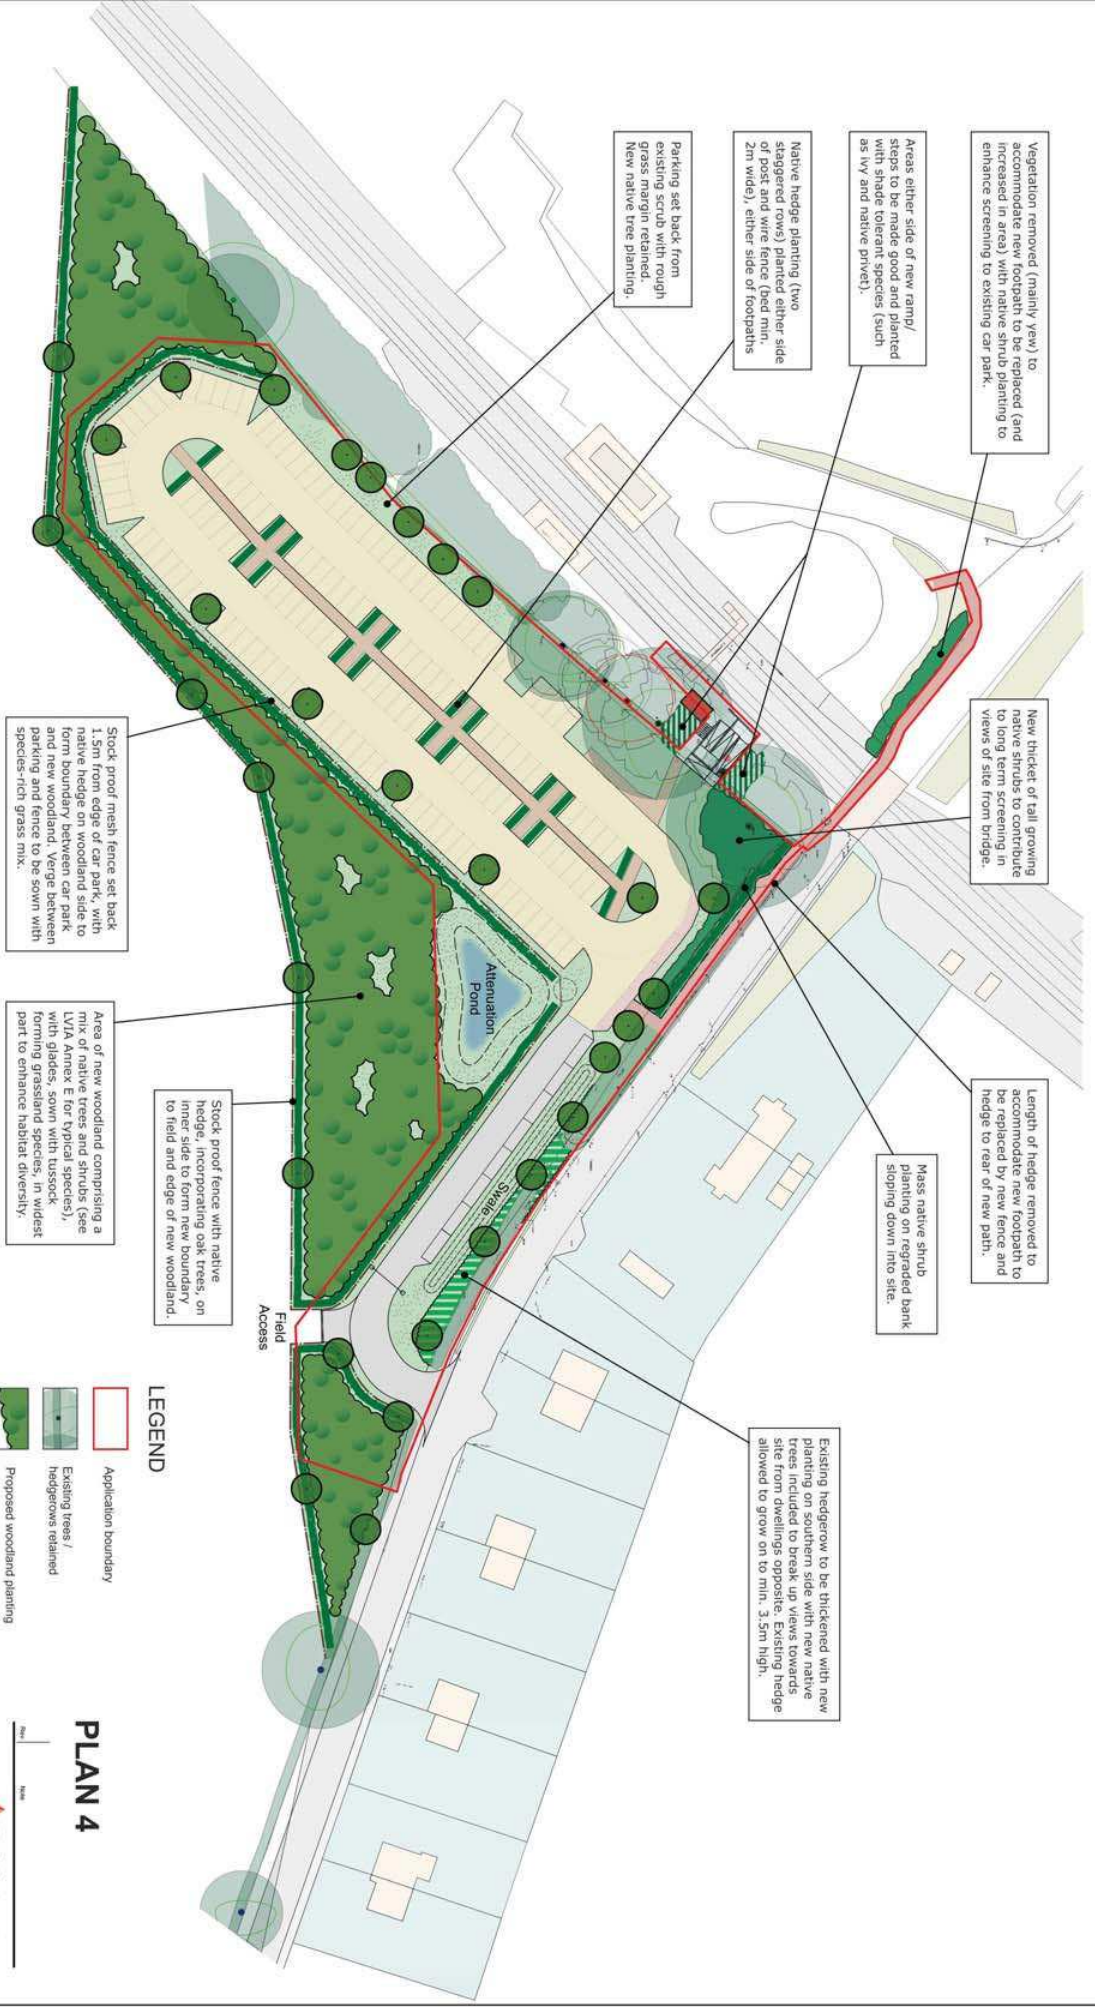 Vegetation removed (mainly yew) to
accommodate new footpath to be replaced (and
increased in area) with native shrub planting to
enhance screening to existing car park.
Areas either side of new ramp/
steps to be made good and planted
with shade tolerant species (such
as ivy and native privet).
Native hedge planting (two
staggered rows) planted either side
of post and wire fence (bed min.
2m wide), either side of footpaths
Parking set back from
existing scrub with rough
grass margin retained.
New native tree planting.
New thicket of tall growing
native shrubs to contribute
to long term screening in
views of site from bridge.
Length of hedge removed to
accommodate new footpath to
be replaced by new fence and
hedge to rear of new path.
Mass native shrub
planting on regraded bank
sloping down into site.
Existing hedgerow to be thickened with new
planting on southern side with new native
trees included to break up views towards
site from dwellings opposite. Existing hedge
allowed to grow on to min. 3.5m high.
Attenuation
Pond
Swale
Field
Access
Stock proof mesh fence set back
1.5m from edge of car park, with
native hedge on woodland side to
form boundary between car park
and new woodland. Verge between
parking and fence to be sown with
species-rich grass mix.
Area of new woodland comprising a
mix of native trees and shrubs (see
LVIA Annex E for typical species),
with glades, sown with tussock
forming grassland species, in widest
part to enhance habitat diversity.
Stock proof fence with native
hedge, incorporating oak trees, on
inner side to form new boundary
to field and edge of new woodland.
LEGEND
Application boundary
Existing trees /
hedgerows retained
Proposed woodland planting
PLAN 4
Rev
Note